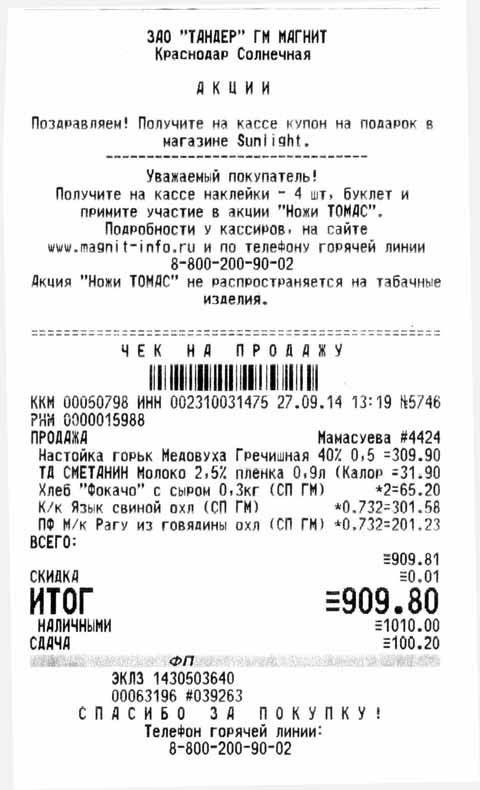 ЗАО "ТАНДЕР" ГМ МАГНИТ
Краснодар Солнечная
А К Ц И И
Поздравляем! Получите на кассе купон на подарок в
магазине Sunlight.
------------------------------
Уважаемый покупатель!
Получите на кассе наклейки - 4 шт, буклет и
примите участие в акции "Ножи ТОМАС".
Подробности у кассиров, на сайте
www.magnit-info.ru и по телефону горячей линии
8-800-200-90-02
Акция "Ножи ТОМАС" не распространяется на табачные
изделия.
================================================
Ч Е К Н А П Р О Д А Ж У
ККМ 00050798 ИНН 002310031475 27.09.14 13:19 №5746
РНМ 0000015988
ПРОДАЖА Мамасуева #4424
Настойка горьк Медовуха Гречишная 40% 0,5 =309.90
ТД СМЕТАНИН Молоко 2,5% пленка 0,9л (Калор =31.90
Хлеб "Фокачо" с сыром 0,3кг (СП ГМ) *2=65.20
К/к Язык свиной охл (СП ГМ) *0.732=301.58
ПФ М/к Рагу из говядины охл (СП ГМ) *0.732=201.23
ВСЕГО:
≡909.81
СКИДКА ≡0.01
ИТОГ ≡909.80
НАЛИЧНЫМИ ≡1010.00
СДАЧА ≡100.20
ФП
ЭКЛЗ 1430503640
00063196 #039263
С П А С И Б О З А П О К У П К У !
Телефон горячей линии:
8-800-200-90-02